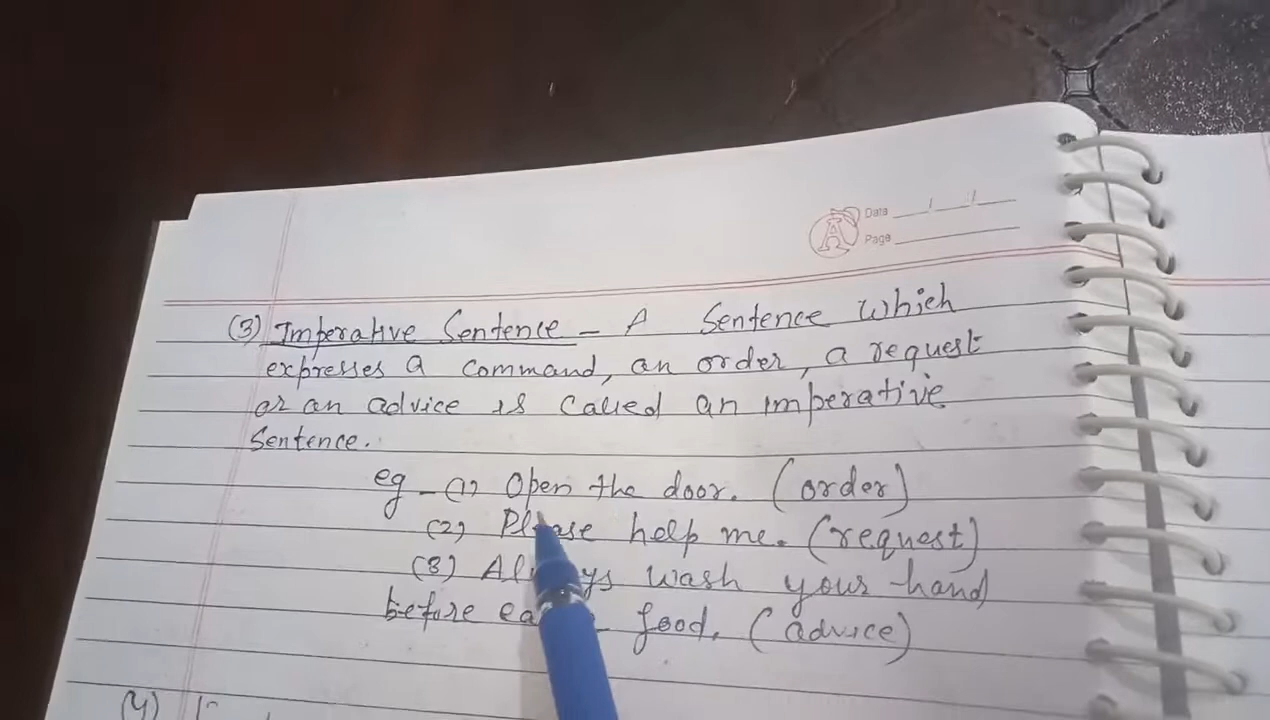 A
Data
Page
(3) Imperative Sentence - A Sentence which
expresses a command, an order, a request
or an advice is called an imperative
Sentence.
eg - (1) Open the door. (order)
(2) Please help me. (request)
(3) Always wash your hand
before food. (advice)
(4)